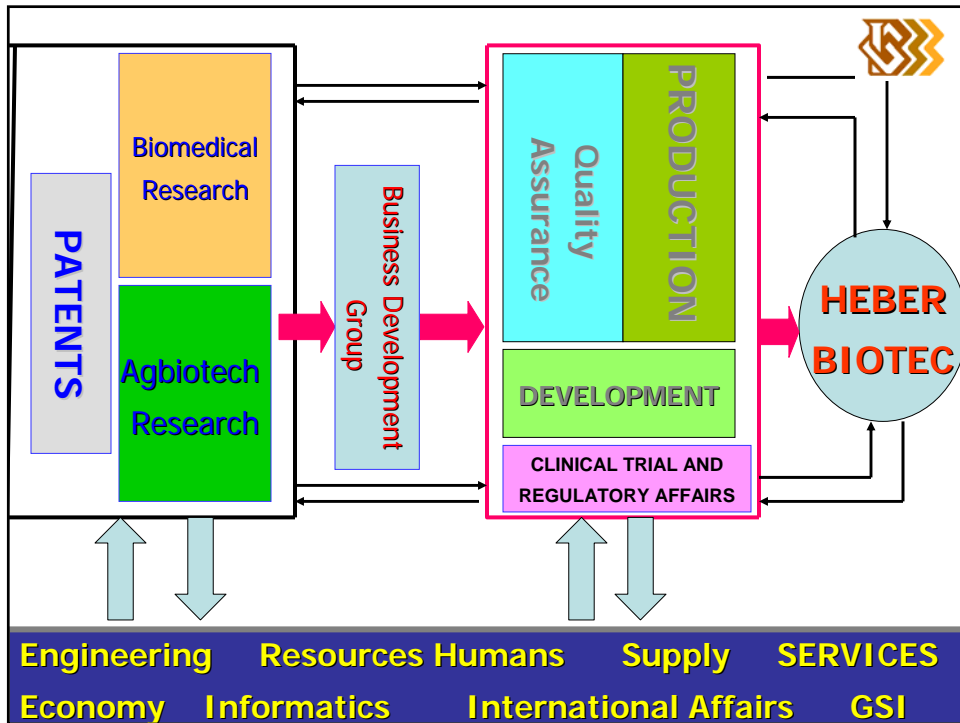 PATENTS
Biomedical
Research
Agbiotech
Research
Business Development
Group
Quality
Assurance
PRODUCTION
DEVELOPMENT
CLINICAL TRIAL AND
REGULATORY AFFAIRS
HEBER
BIOTEC
Engineering Resources Humans Supply SERVICES
Economy Informatics International Affairs GSI